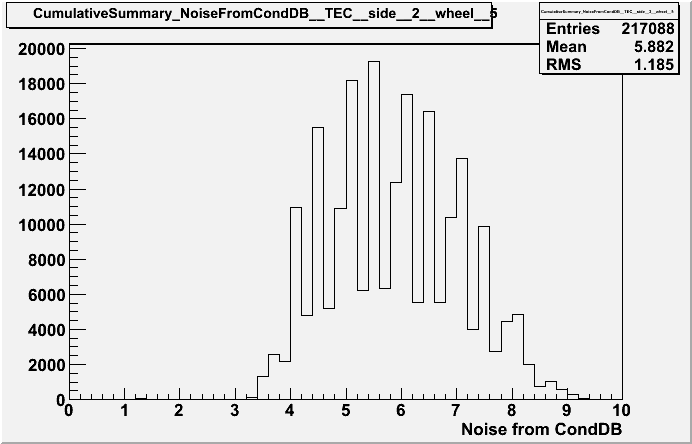 CumulativeSummary_NoiseFromCondDB__TEC__side__2__wheel__5
CumulativeSummary_NoiseFromCondDB__TEC__side__2__wheel__5
Entries 217088
Mean 5.882
RMS 1.185
20000
18000
16000
14000
12000
10000
8000
6000
4000
2000
0
0 1 2 3 4 5 6 7 8 9 10
Noise from CondDB